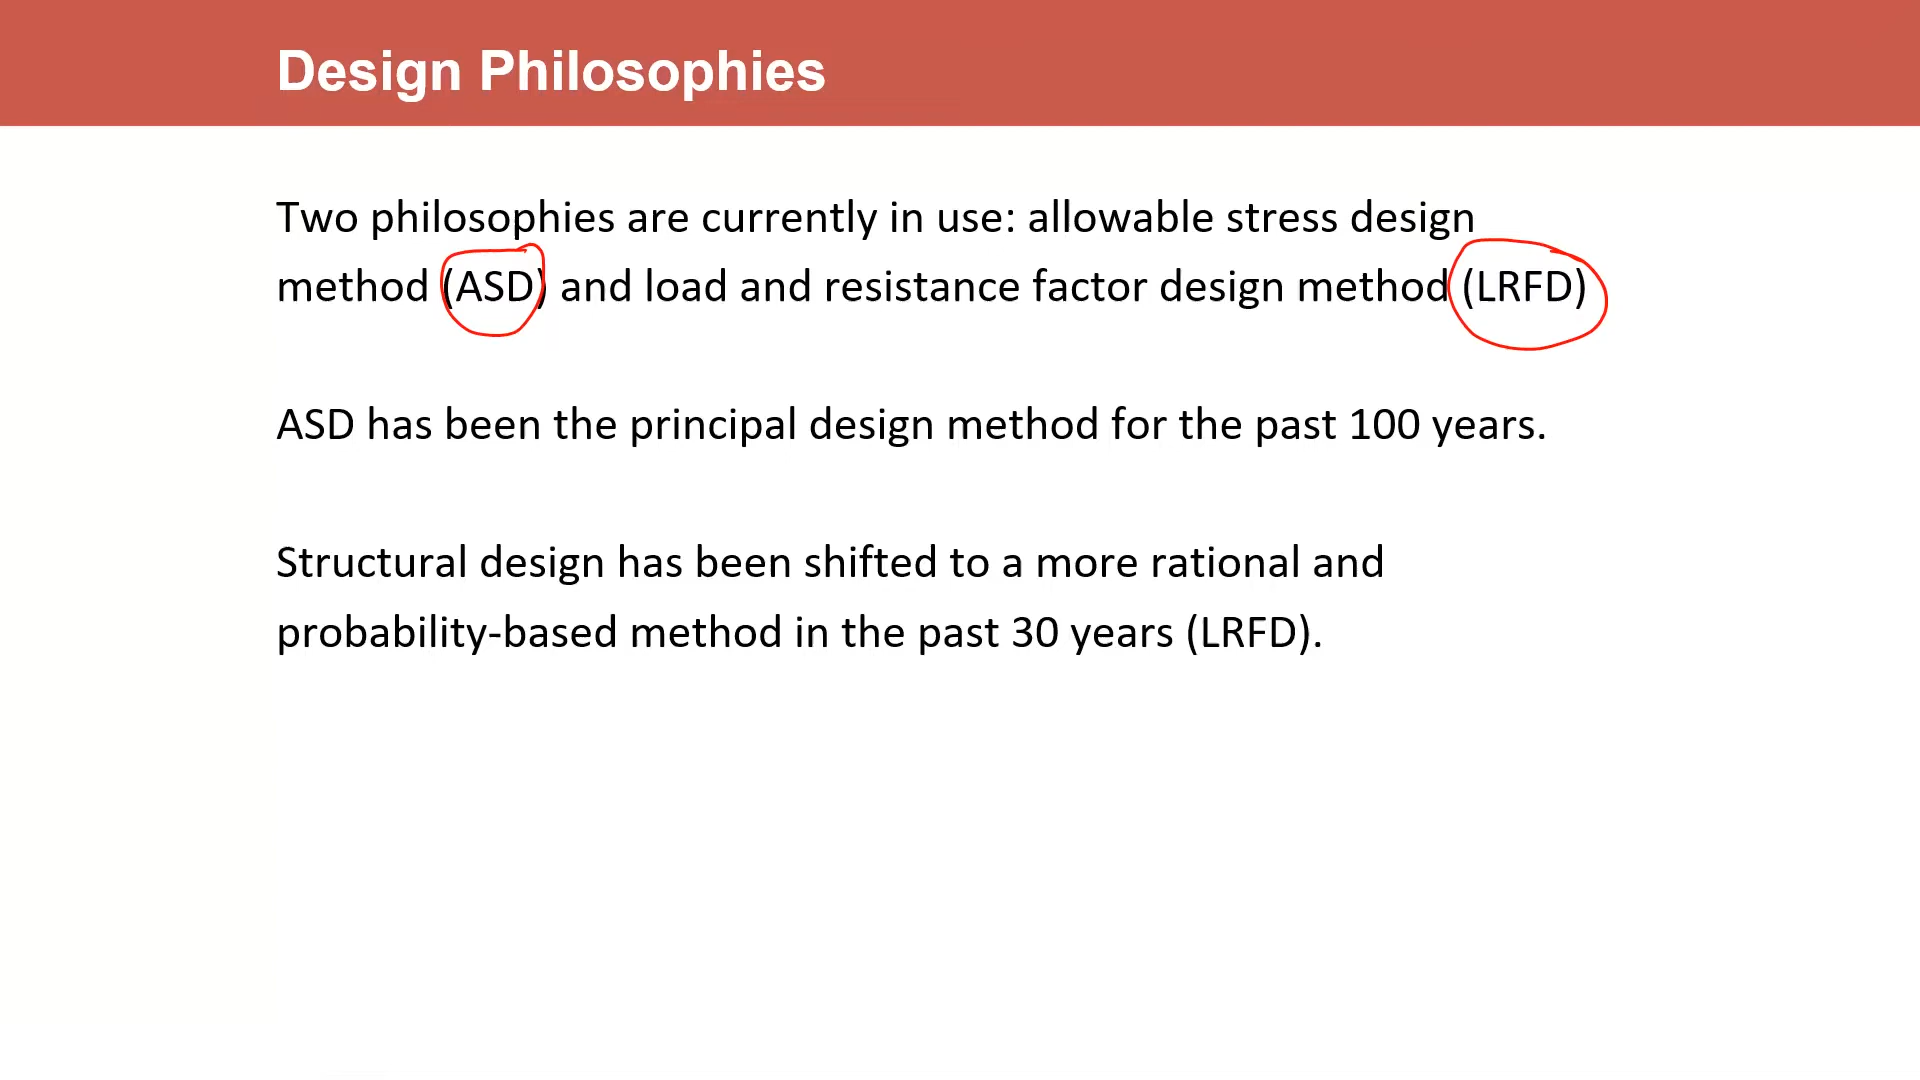 Design Philosophies
Two philosophies are currently in use: allowable stress design
method (ASD) and load and resistance factor design method (LRFD)
ASD has been the principal design method for the past 100 years.
Structural design has been shifted to a more rational and
probability-based method in the past 30 years (LRFD).